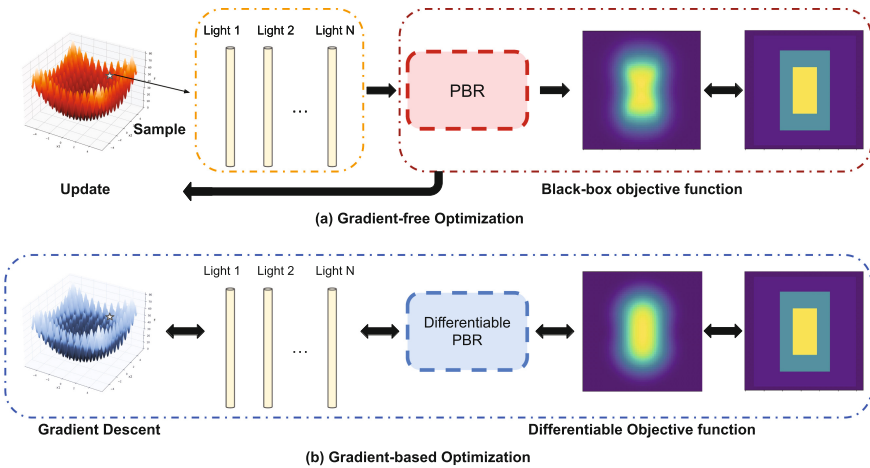 Light 1 Light 2 Light N
PBR
...
Sample
Update
Black-box objective function
(a) Gradient-free Optimization
Light 1 Light 2 Light N
Differentiable
PBR
...
Gradient Descent
Differentiable Objective function
(b) Gradient-based Optimization